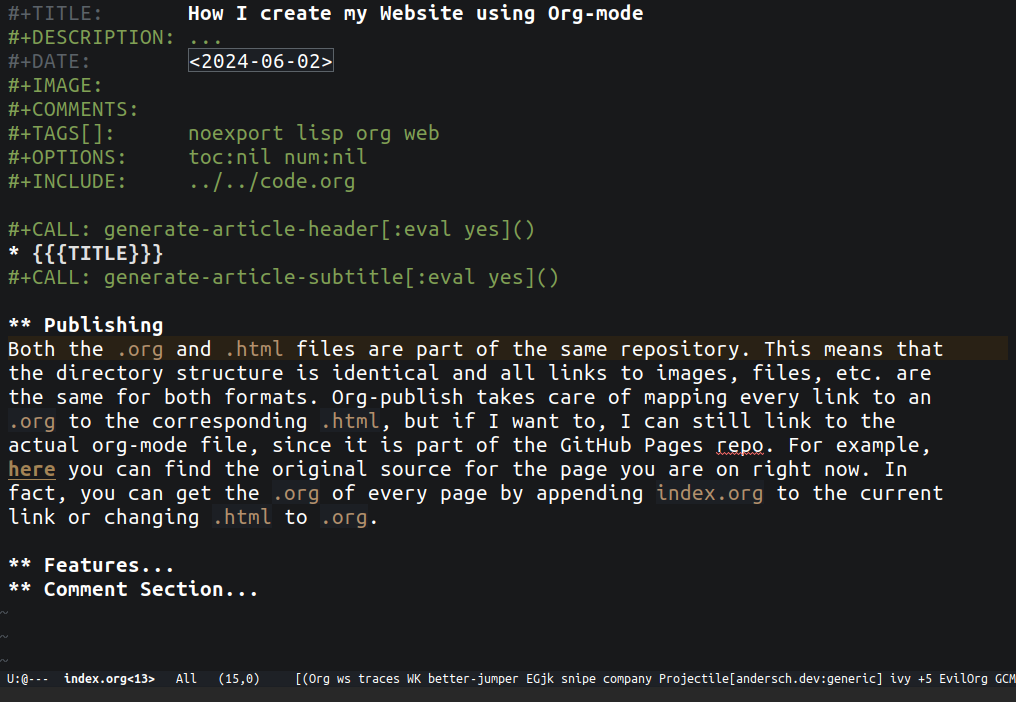 #+TITLE: How I create my Website using Org-mode
#+DESCRIPTION: ...
#+DATE: <2024-06-02>
#+IMAGE:
#+COMMENTS:
#+TAGS[]: noexport lisp org web
#+OPTIONS: toc:nil num:nil
#+INCLUDE: ../../code.org
#+CALL: generate-article-header[:eval yes]()
* {{{TITLE}}}
#+CALL: generate-article-subtitle[:eval yes]()
** Publishing
Both the .org and .html files are part of the same repository. This means that
the directory structure is identical and all links to images, files, etc. are
the same for both formats. Org-publish takes care of mapping every link to an
.org to the corresponding .html, but if I want to, I can still link to the
actual org-mode file, since it is part of the GitHub Pages repo. For example,
here you can find the original source for the page you are on right now. In
fact, you can get the .org of every page by appending index.org to the current
link or changing .html to .org.
** Features...
** Comment Section...
~
~
~
U:@--- index.org<13> All (15,0) [(Org ws traces WK better-jumper EGjk snipe company Projectile[andersch.dev:generic] ivy +5 EvilOrg GCM